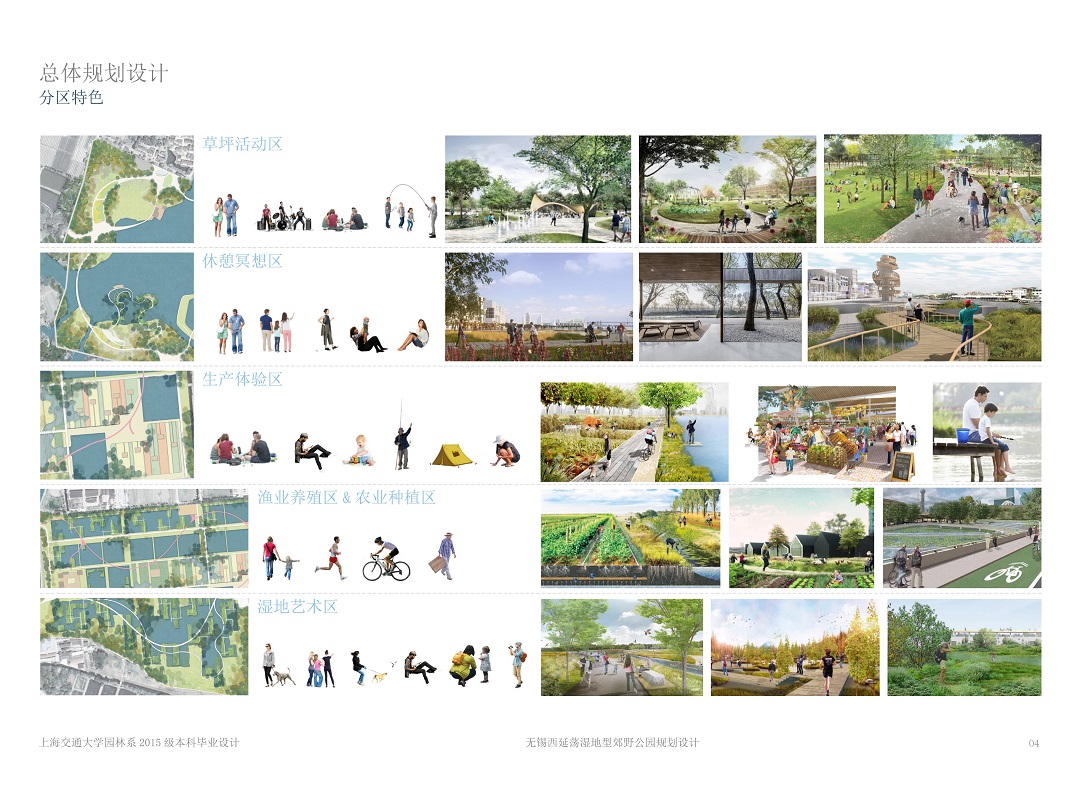 总体规划设计
分区特色
草坪活动区
休憩冥想区
生产体验区
渔业养殖区 & 农业种植区
湿地艺术区
上海交通大学园林系 2015 级本科毕业设计
无锡西延荡湿地型郊野公园规划设计
04